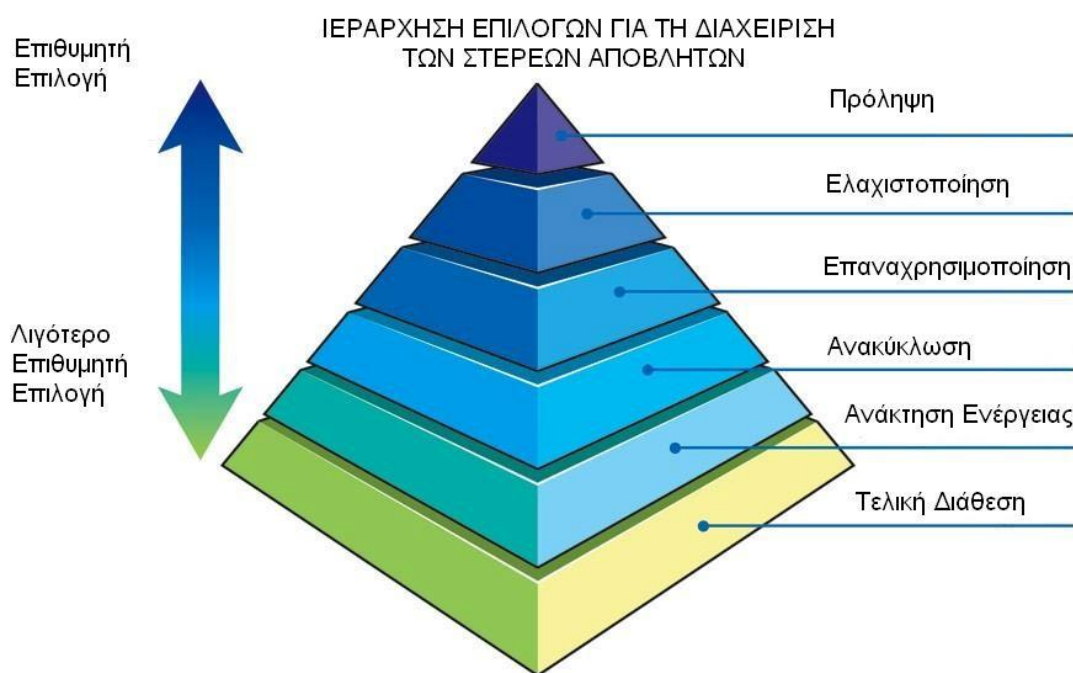 ΙΕΡΑΡΧΗΣΗ ΕΠΙΛΟΓΩΝ ΓΙΑ ΤΗ ΔΙΑΧΕΙΡΙΣΗ
ΤΩΝ ΣΤΕΡΕΩΝ ΑΠΟΒΛΗΤΩΝ
Επιθυμητή
Επιλογή
Πρόληψη
Ελαχιστοποίηση
Επαναχρησιμοποίηση
Λιγότερο
Επιθυμητή
Επιλογή
Ανακύκλωση
Ανάκτηση Ενέργειας
Τελική Διάθεση